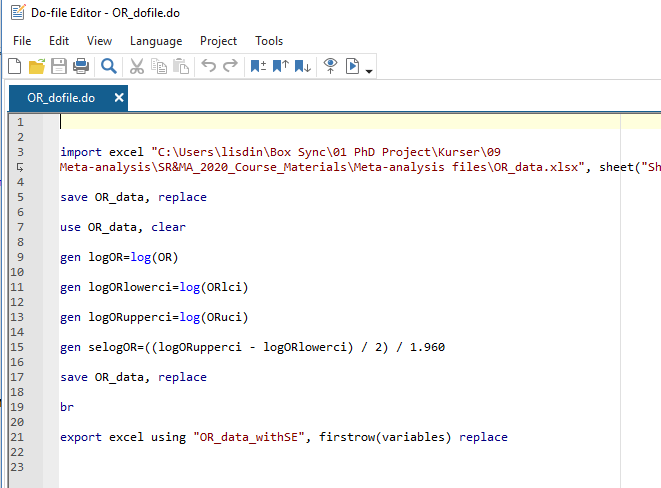 Do-file Editor - OR_dofile.do
File Edit View Language Project Tools
OR_dofile.do
1
2
3 import excel "C:\Users\lisdin\Box Sync\01 PhD Project\Kurser\09
Meta-analysis\SR&MA_2020_Course_Materials\Meta-analysis files\OR_data.xlsx", sheet("Sh
4
5 save OR_data, replace
6
7 use OR_data, clear
8
9 gen logOR=log(OR)
10
11 gen logORlowerci=log(ORlci)
12
13 gen logORupperci=log(ORuci)
14
15 gen selogOR=((logORupperci - logORlowerci) / 2) / 1.960
16
17 save OR_data, replace
18
19 br
20
21 export excel using "OR_data_withSE", firstrow(variables) replace
22
23